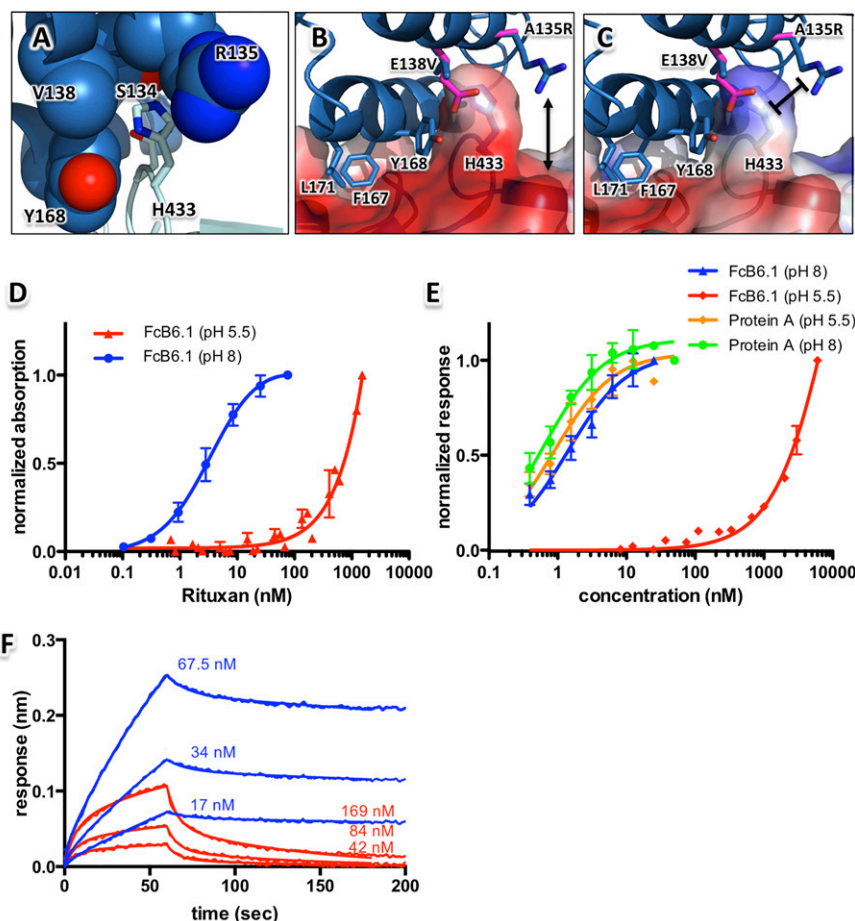 A
R135
V138
S134
Y168
H433
B
A135R
E138V
Y168
H433
L171
F167
C
A135R
E138V
Y168
H433
L171
F167
D
FcB6.1 (pH 5.5)
FcB6.1 (pH 8)
normalized absorption
1.0
0.5
0.0
0.01 0.1 1 10 100 1000 10000
Rituxan (nM)
E
FcB6.1 (pH 8)
FcB6.1 (pH 5.5)
Protein A (pH 5.5)
Protein A (pH 8)
normalized response
1.0
0.5
0.0
0.1 1 10 100 1000 10000
concentration (nM)
F
response (nm)
0.3
0.2
0.1
0.0
67.5 nM
34 nM
17 nM
169 nM
84 nM
42 nM
0 50 100 150 200
time (sec)